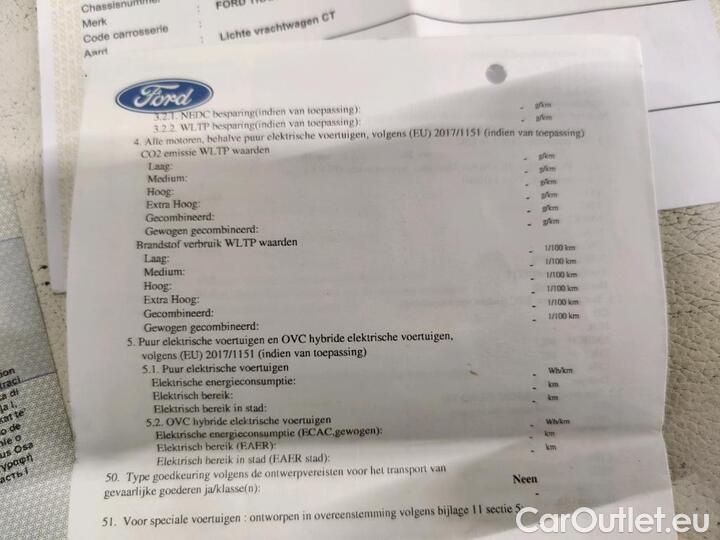 Chassisnummer :
Merk : FORD
Code carrosserie :
Aard : Lichte vrachtwagen CT
Ford
3.2.1. NEDC besparing(indien van toepassing): - g/km
3.2.2. WLTP besparing(indien van toepassing): - g/km
4. Alle motoren, behalve puur elektrische voertuigen, volgens (EU) 2017/1151 (indien van toepassing)
CO2 emissie WLTP waarden - g/km
Laag: - g/km
Medium: - g/km
Hoog: - g/km
Extra Hoog: - g/km
Gecombineerd: - g/km
Gewogen gecombineerd:
Brandstof verbruik WLTP waarden - 1/100 km
Laag: - 1/100 km
Medium: - 1/100 km
Hoog: - 1/100 km
Extra Hoog: - 1/100 km
Gecombineerd: - 1/100 km
Gewogen gecombineerd:
5. Puur elektrische voertuigen en OVC hybride elektrische voertuigen,
volgens (EU) 2017/1151 (indien van toepassing)
5.1. Puur elektrische voertuigen - Wh/km
Elektrische energieconsumptie: - km
Elektrisch bereik: - km
Elektrisch bereik in stad:
5.2. OVC hybride elektrische voertuigen - Wh/km
Elektrische energieconsumptie (ECAC,gewogen): - km
Elektrisch bereik (EAER): - km
Elektrisch bereik in stad (EAER stad):
50. Type goedkeuring volgens de ontwerpvereisten voor het transport van Neen
gevaarlijke goederen ja/klasse(n): -
51. Voor speciale voertuigen : ontworpen in overeenstemming volgens bijlage 11 sectie 5:
CarOutlet.eu